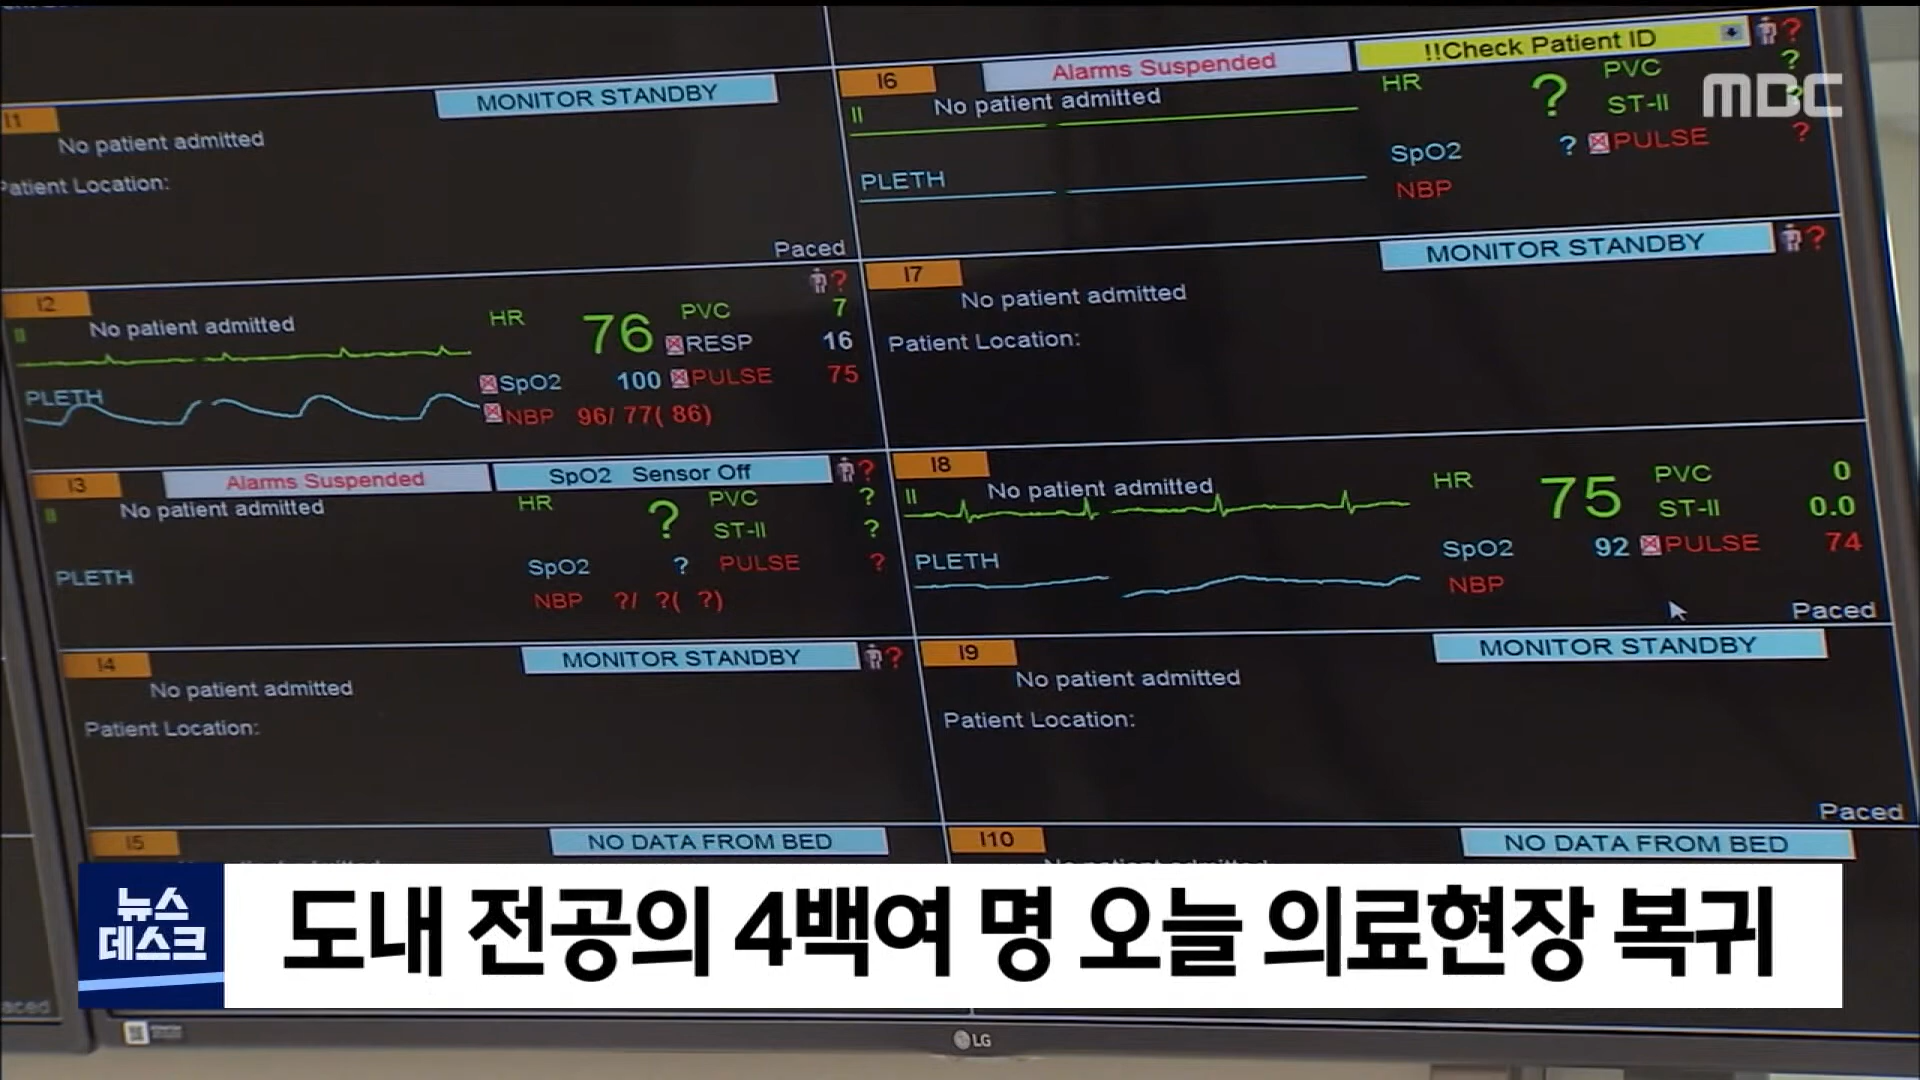 MBC
I1
MONITOR STANDBY
No patient admitted
Patient Location:
Paced
I2
No patient admitted
II
HR 76
PVC 7
RESP 16
PLETH
SpO2 100 PULSE 75
NBP 96/ 77( 86)
I3
Alarms Suspended
SpO2 Sensor Off
?
No patient admitted
II
HR ?
PVC ?
ST-II ?
PLETH
SpO2 ? PULSE ?
NBP ?/ ?( ?)
I4
MONITOR STANDBY
?
No patient admitted
Patient Location:
I5
NO DATA FROM BED
I6
Alarms Suspended
!!Check Patient ID
?
No patient admitted
II
HR ?
PVC ?
ST-II ?
PLETH
SpO2 ? PULSE ?
NBP
I7
MONITOR STANDBY
?
No patient admitted
Patient Location:
I8
No patient admitted
II
HR 75
PVC 0
ST-II 0.0
PLETH
SpO2 92 PULSE 74
NBP
Paced
I9
MONITOR STANDBY
No patient admitted
Patient Location:
Paced
I10
NO DATA FROM BED
뉴스
데스크
도내 전공의 4백여 명 오늘 의료현장 복귀
LG